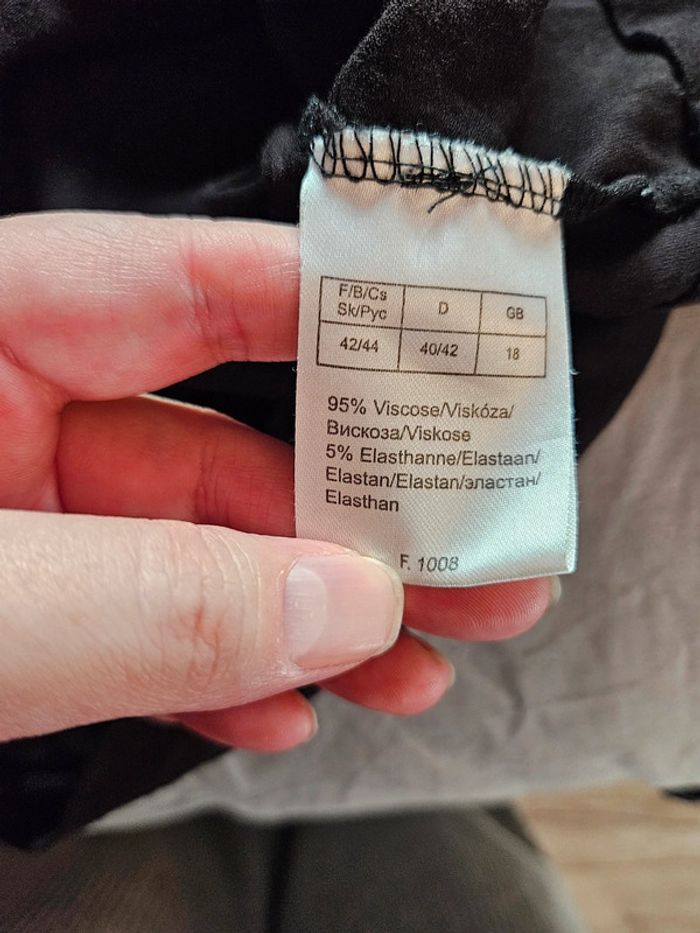 F/B/Cs
Sk/Рус
D
GB
42/44
40/42
18
95% Viscose/Viskóza/
Вискоза/Viskose
5% Elasthanne/Elastaan/
Elastan/Elastan/эластан/
Elasthan
F. 1008